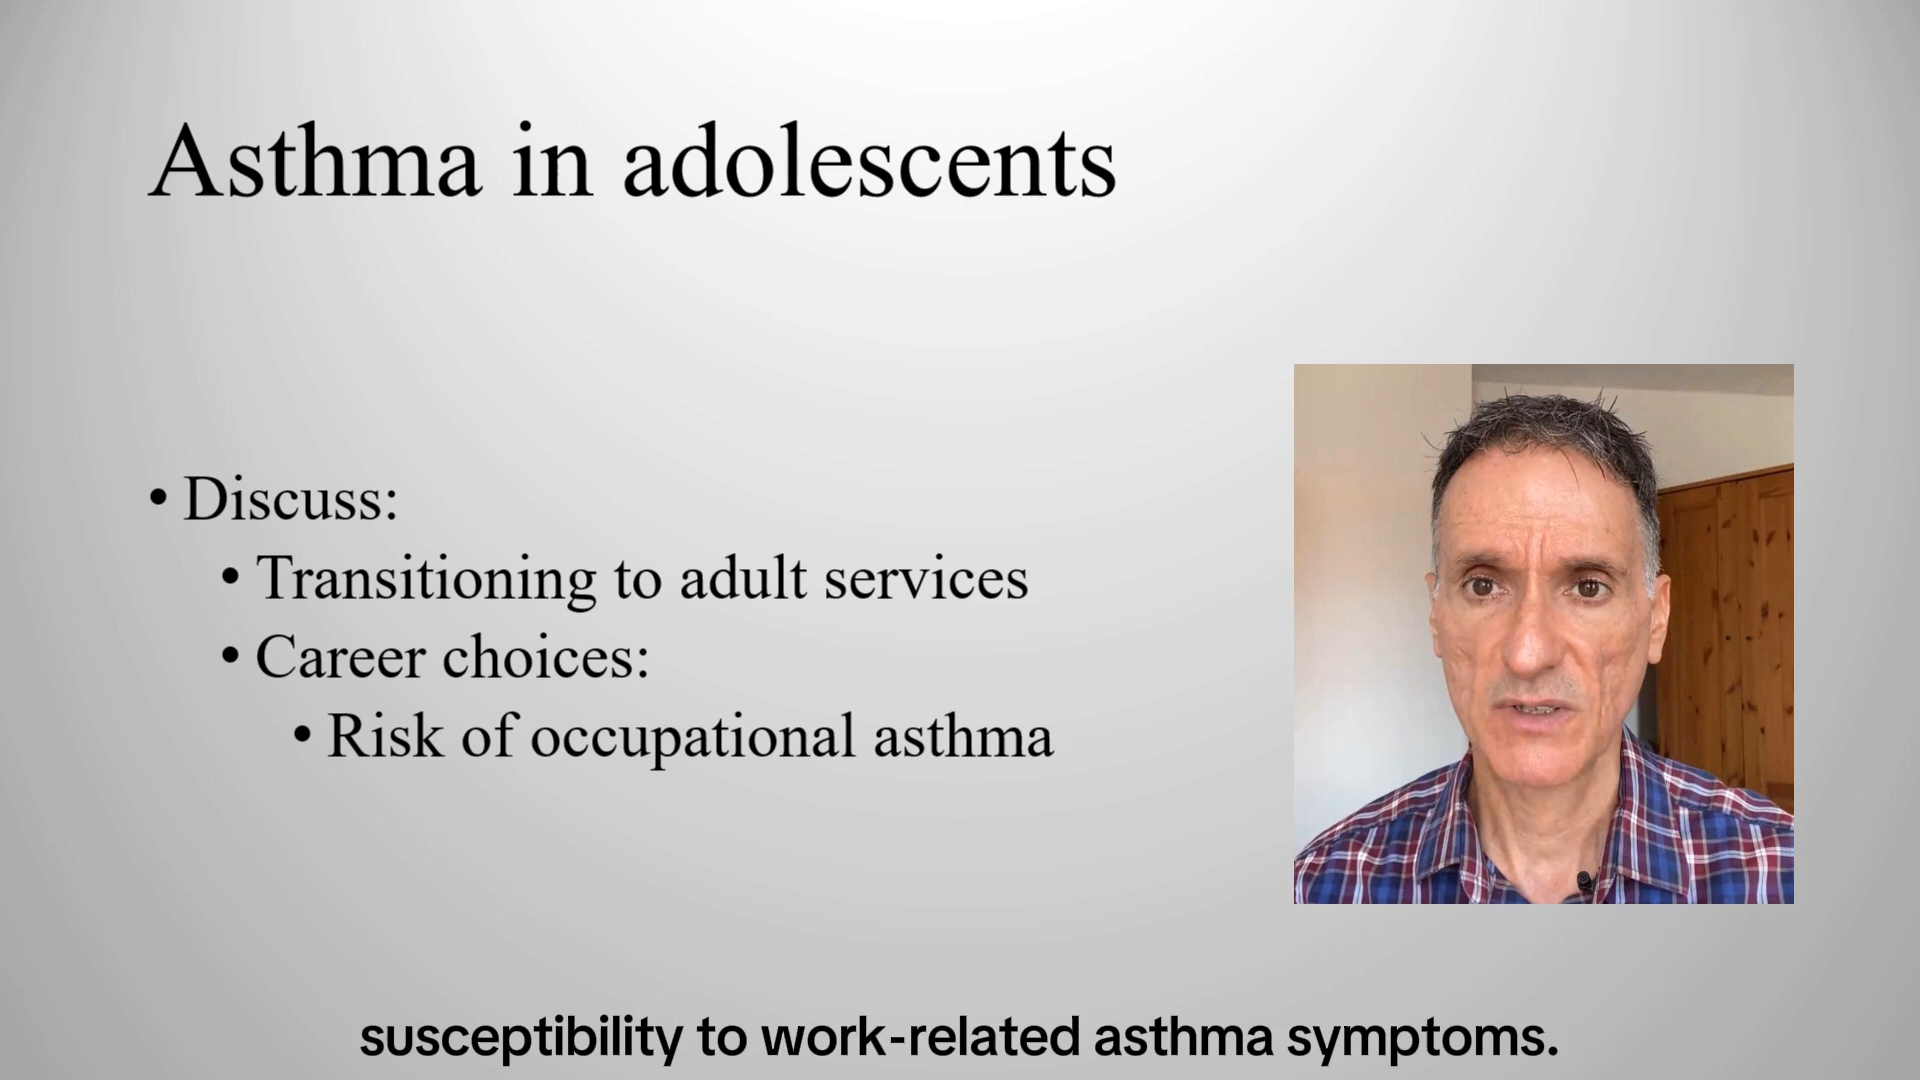 Asthma in adolescents
• Discuss:
• Transitioning to adult services
• Career choices:
• Risk of occupational asthma
susceptibility to work-related asthma symptoms.